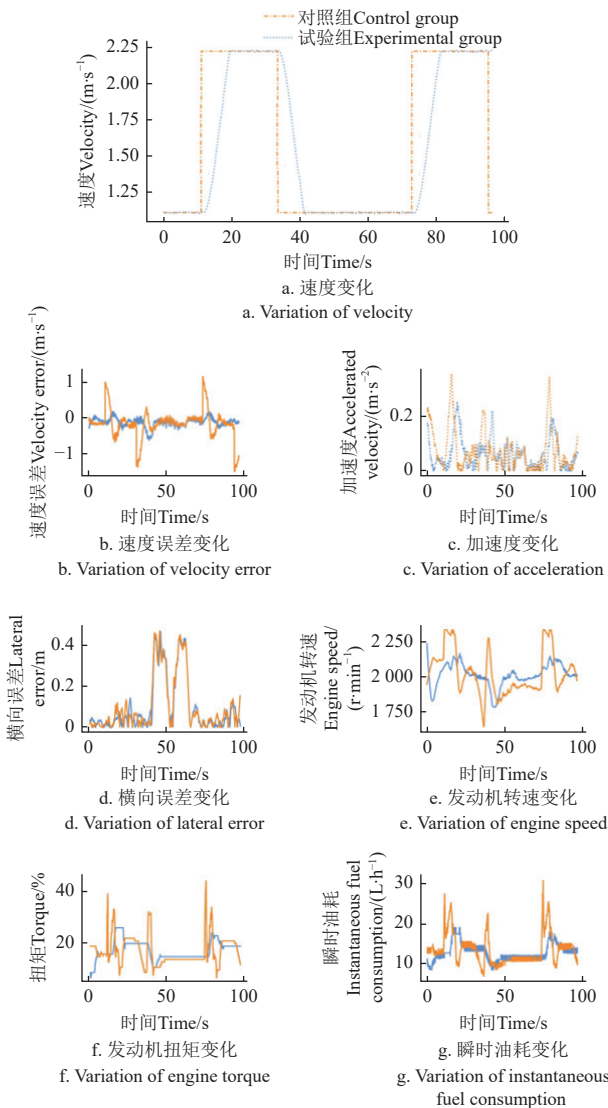 对照组Control group
试验组Experimental group
2.25
2.00
1.75
1.50
1.25
速度Velocity/(m·s⁻¹)
0 20 40 60 80 100
时间Time/s
a. 速度变化
a. Variation of velocity
1
0
−1
速度误差Velocity error/(m·s⁻¹)
0 50 100
时间Time/s
b. 速度误差变化
b. Variation of velocity error
加速度Accelerated
velocity/(m·s⁻²)
0.2
0
0 50 100
时间Time/s
c. 加速度变化
c. Variation of acceleration
横向误差Lateral
error/m
0.4
0.2
0
0 50 100
时间Time/s
d. 横向误差变化
d. Variation of lateral error
发动机转速
Engine speed/
(r·min⁻¹)
2 250
2 000
1 750
0 50 100
时间Time/s
e. 发动机转速变化
e. Variation of engine speed
扭矩Torque/%
40
20
0 50 100
时间Time/s
f. 发动机扭矩变化
f. Variation of engine torque
瞬时油耗
Instantaneous fuel
consumption/(L·h⁻¹)
30
20
10
0 50 100
时间Time/s
g. 瞬时油耗变化
g. Variation of instantaneous
fuel consumption